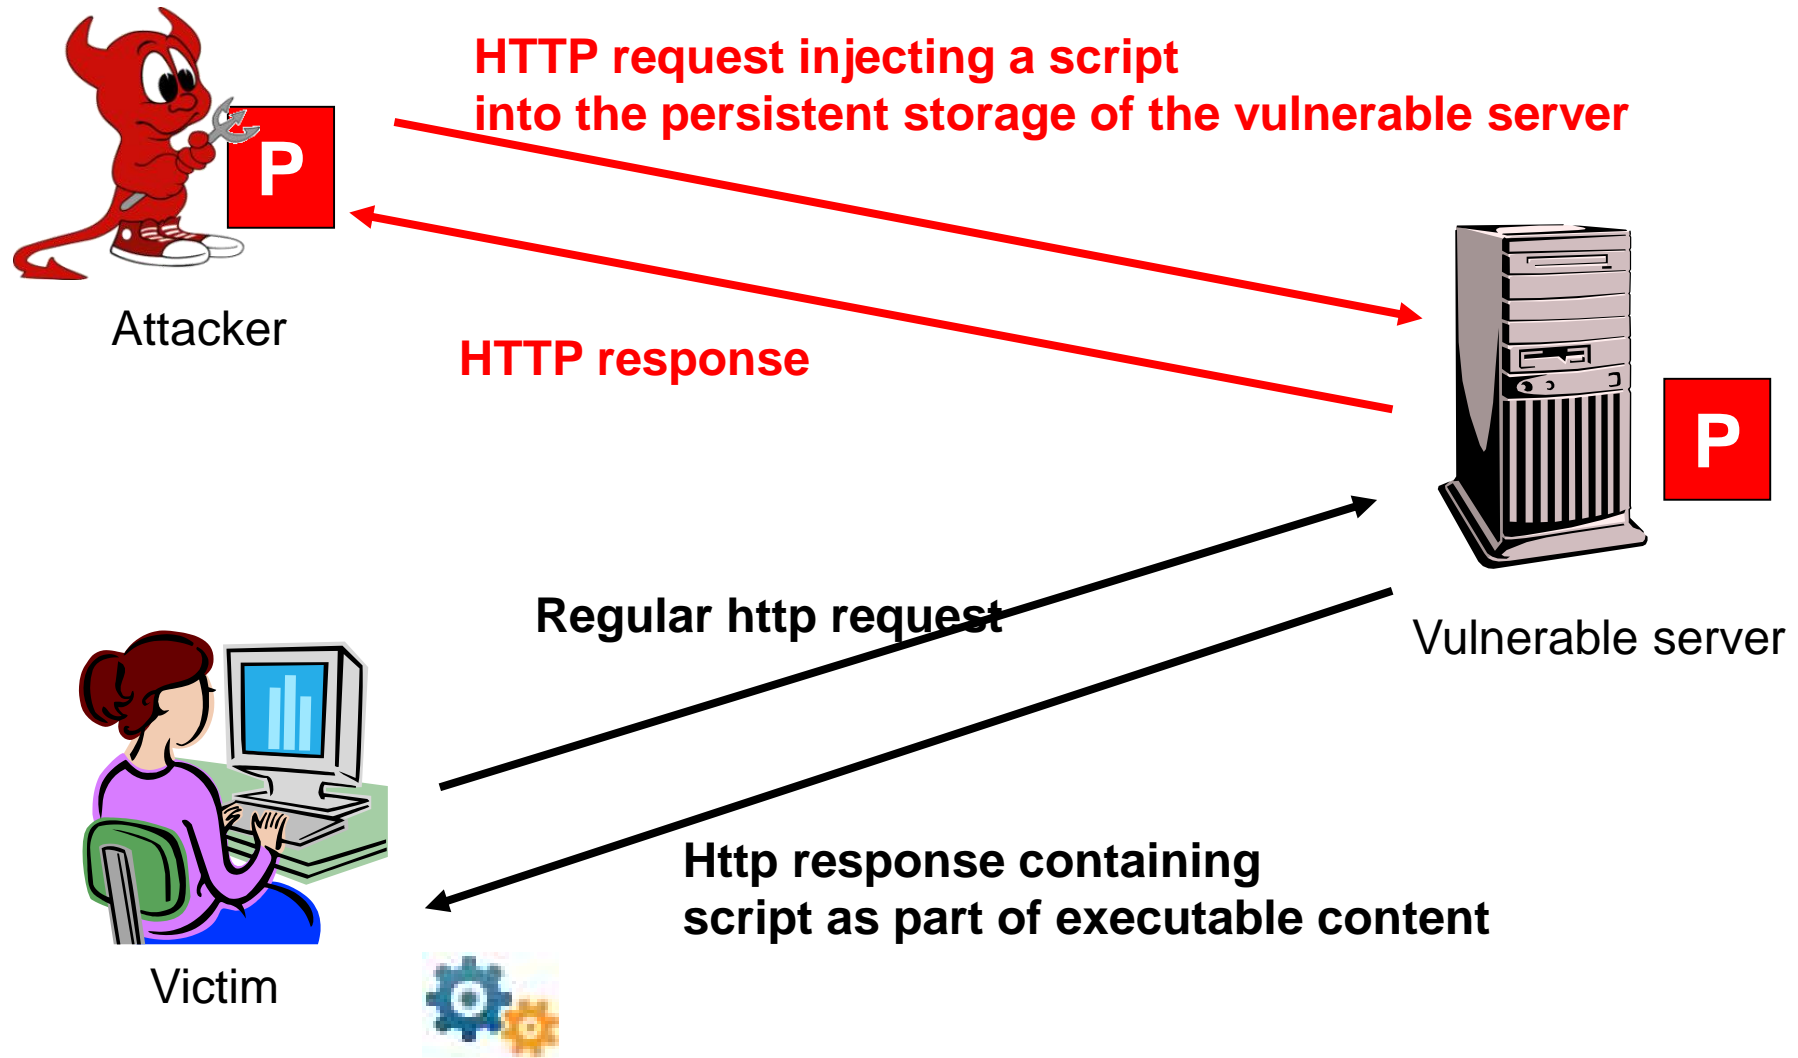 HTTP request injecting a script
into the persistent storage of the vulnerable server
P
Attacker
HTTP response
P
Regular http request
Vulnerable server
Http response containing
script as part of executable content
Victim